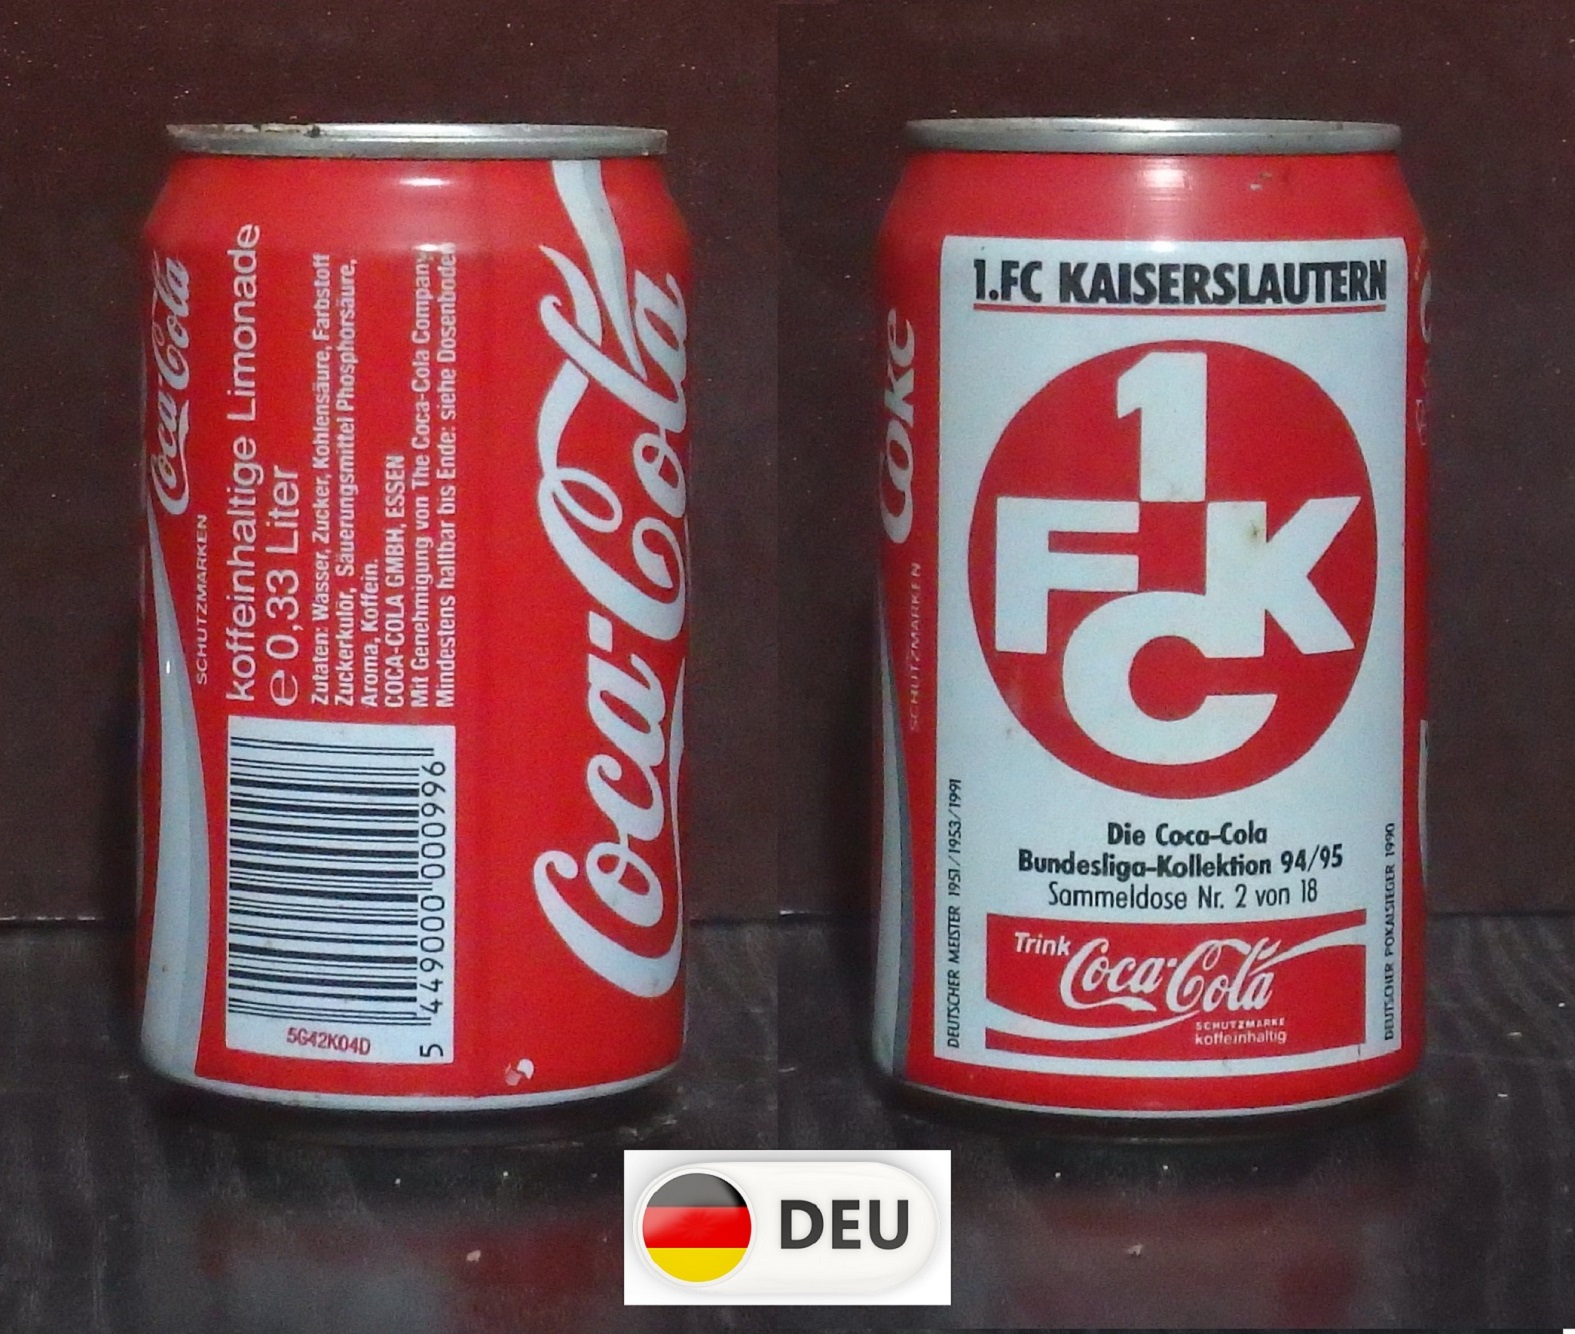 Coca-Cola
SCHUTZMARKEN
koffeinhaltige Limonade
e 0,33 Liter
Zutaten: Wasser, Zucker, Kohlensäure, Farbstoff
Zuckerkulör, Säuerungsmittel Phosphorsäure,
Aroma, Koffein.
COCA-COLA GMBH, ESSEN
Mit Genehmigung von The Coca-Cola Company
Mindestens haltbar bis Ende: siehe Dosenboden
5G42K04D
5 449000 000996
Coca-Cola
Coke
SCHUTZMARKEN
1.FC KAISERSLAUTERN
1
F K
C
DEUTSCHER MEISTER 1951/1953/1991
Die Coca-Cola
Bundesliga-Kollektion 94/95
Sammeldose Nr. 2 von 18
Trink Coca-Cola
SCHUTZMARKE
koffeinhaltig
DEUTSCHER POKALSIEGER 1990
DEU